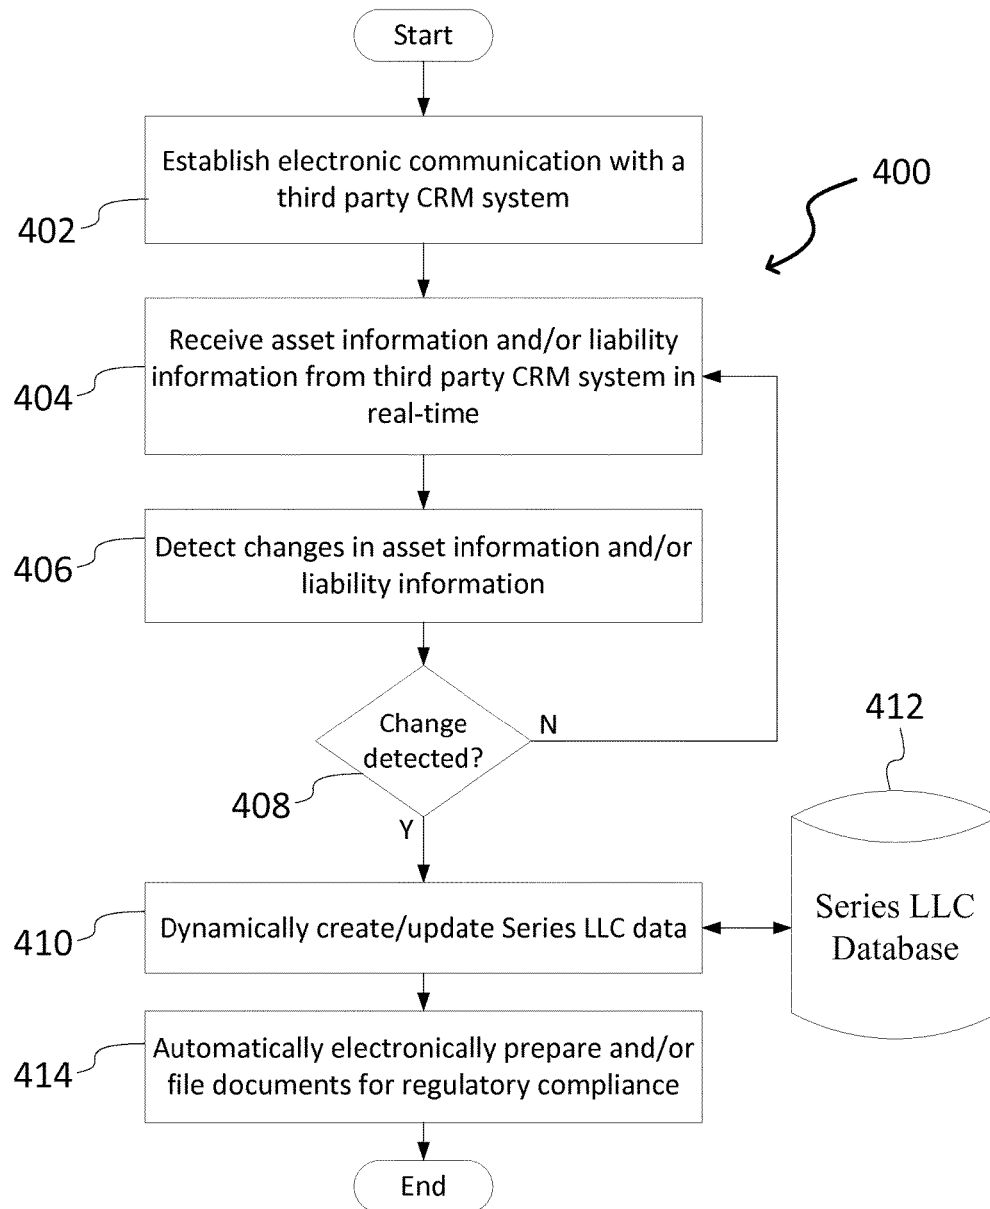 Start
Establish electronic communication with a
third party CRM system
402
400
Receive asset information and/or liability
information from third party CRM system in
real-time
404
Detect changes in asset information and/or
liability information
406
Change
detected?
N
408
Y
412
Dynamically create/update Series LLC data
410
Series LLC
Database
Automatically electronically prepare and/or
file documents for regulatory compliance
414
End